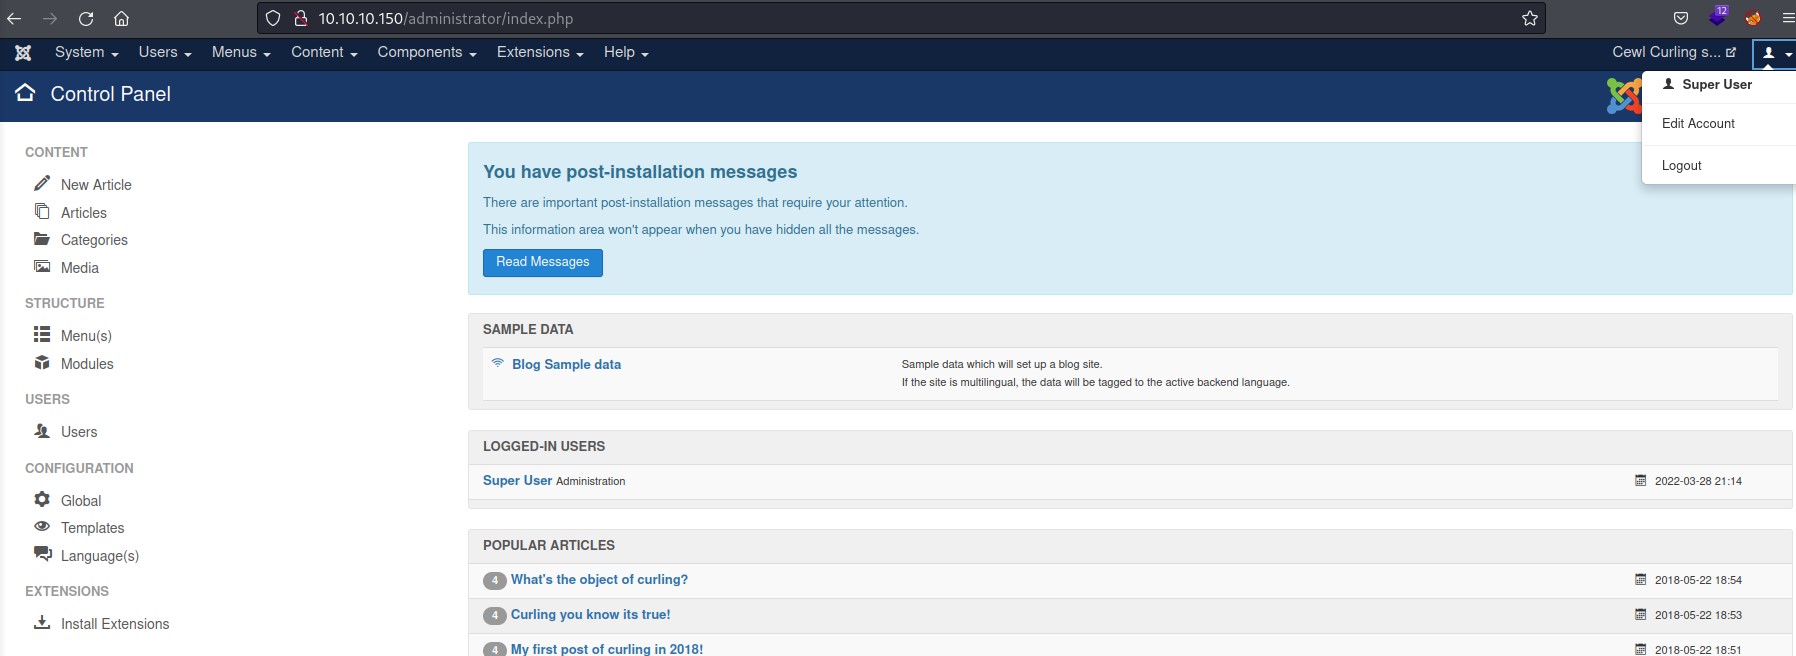 10.10.10.150/administrator/index.php
12
System Users Menus Content Components Extensions Help Cewl Curling s...
Control Panel
Super User
Edit Account
Logout
CONTENT
New Article
Articles
Categories
Media
STRUCTURE
Menu(s)
Modules
USERS
Users
CONFIGURATION
Global
Templates
Language(s)
EXTENSIONS
Install Extensions
You have post-installation messages
There are important post-installation messages that require your attention.
This information area won't appear when you have hidden all the messages.
Read Messages
SAMPLE DATA
Blog Sample data Sample data which will set up a blog site.
If the site is multilingual, the data will be tagged to the active backend language.
LOGGED-IN USERS
Super User Administration 2022-03-28 21:14
POPULAR ARTICLES
4 What's the object of curling? 2018-05-22 18:54
4 Curling you know its true! 2018-05-22 18:53
4 My first post of curling in 2018! 2018-05-22 18:51